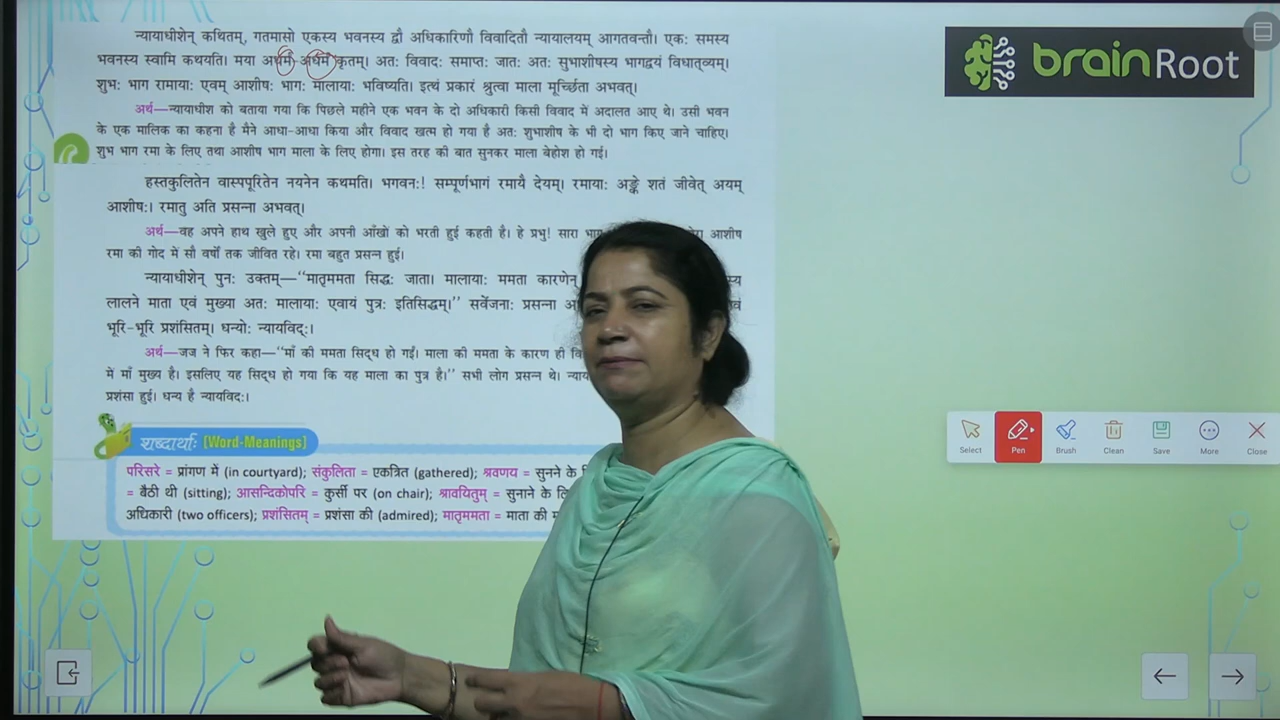 न्यायाधीशेन् कथितम्, गतमासो एकस्य भवनस्य द्वौ अधिकारिणौ विवादितौ न्यायालयम् आगतवन्तौ। एक: समस्य
भवनस्य स्वामि कथयति। मया अर्धमं अर्धमं कृतम्। अत: विवाद: समाप्त: जात: अत: सुभाशीषस्य भागद्वयं विधातृव्यम्।
शुभ: भाग रामाया: एवम् आशीष: भाग: मालाया: भविष्यति। इत्थं प्रकारं श्रुत्वा माला मूर्च्छिता अभवत्।
अर्थ—न्यायाधीश को बताया गया कि पिछले महीने एक भवन के दो अधिकारी किसी विवाद में अदालत आए थे। उसी भवन
के एक मालिक का कहना है मैने आधा-आधा किया और विवाद खत्म हो गया है अत: शुभाशीष के भी दो भाग किए जाने चाहिए।
शुभ भाग रमा के लिए तथा आशीष भाग माला के लिए होगा। इस तरह की बात सुनकर माला बेहोश हो गई।
हस्तकुलितेन वास्पपूरितेन नयनेन कथमति। भगवन:! सम्पूर्णभागं रमायै देयम्। रमाया: अङ्के शतं जीवेत् अयम्
आशीष:। रमातु अति प्रसन्ना अभवत्।
अर्थ—वह अपने हाथ खुले हुए और अपनी आँखों को भरती हुई कहती है। हे प्रभु! सारा आशीष
रमा की गोद में सौ वर्षों तक जीवित रहे। रमा बहुत प्रसन्न हुई।
न्यायाधीशेन् पुन: उक्तम्—“मातृममता सिद्ध: जाता। मालाया: ममता कारणेन्
लालने माता एवं मुख्या अत: मालाया: एवायं पुत्र: इतिसिद्धम्।” सर्वेजना: प्रसन्ना
भूरि-भूरि प्रशंसितम्। धन्यो: न्यायविद्:।
अर्थ—जज ने फिर कहा—“माँ की ममता सिद्ध हो गई। माला की ममता के कारण ही
में माँ मुख्य है। इसलिए यह सिद्ध हो गया कि यह माला का पुत्र है।” सभी लोग प्रसन्न थे।
प्रशंसा हुई। धन्य है न्यायविद:।
शब्दार्था: (Word-Meanings)
परिसरे = प्रांगण में (in courtyard); संकुलिता = एकत्रित (gathered); श्रवणय = सुनने के
= बैठी थी (sitting); आसन्दिकोपरि = कुर्सी पर (on chair); श्रावयितुम् = सुनाने के
अधिकारी (two officers); प्रशंसितम् = प्रशंसा की (admired); मातृममता = माता की
brainRoot
Select Pen Brush Clean Save More Close